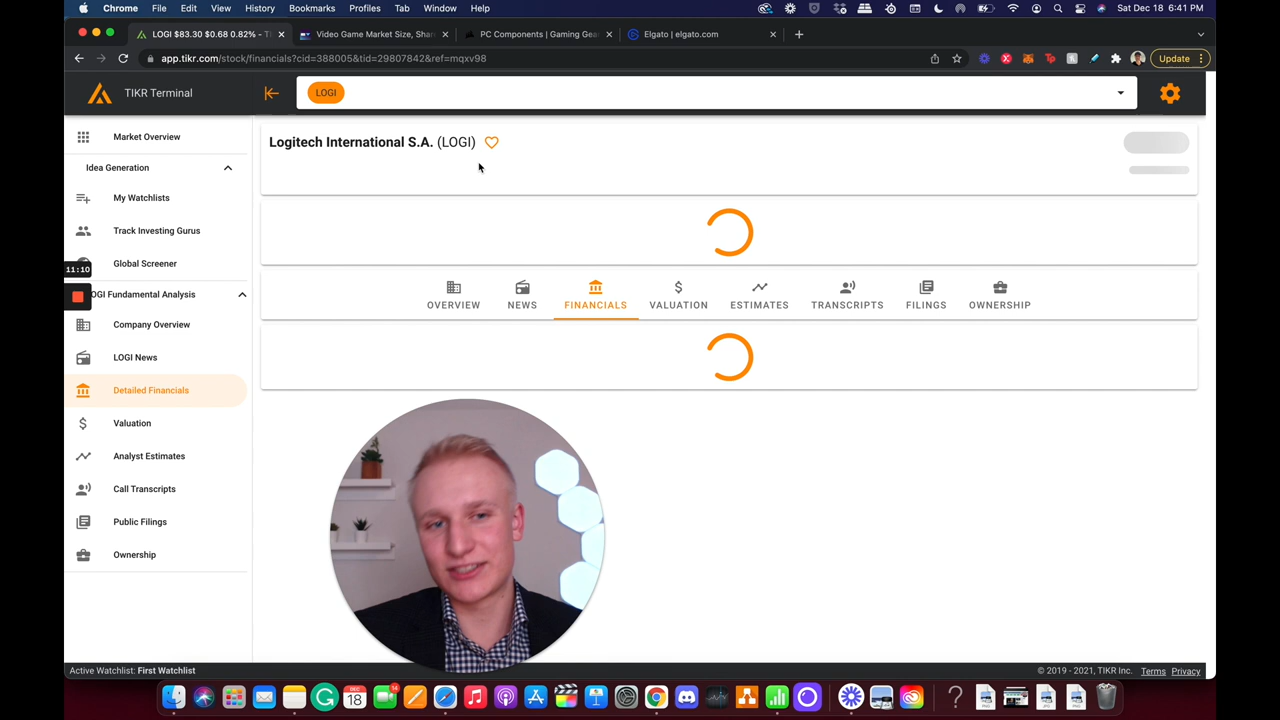 Chrome File Edit View History Bookmarks Profiles Tab Window Help Sat Dec 18 6:41 PM
LOGI $83.30 $0.68 0.82% - T Video Game Market Size, Shar PC Components | Gaming Gea Elgato | elgato.com
app.tikr.com/stock/financials?cid=388005&tid=29807842&ref=mqxv98 Update
TIKR Terminal LOGI
Market Overview
Idea Generation
My Watchlists
Track Investing Gurus
Global Screener
11:10
OGI Fundamental Analysis
Company Overview
LOGI News
Detailed Financials
Valuation
Analyst Estimates
Call Transcripts
Public Filings
Ownership
Logitech International S.A. (LOGI)
OVERVIEW NEWS FINANCIALS VALUATION ESTIMATES TRANSCRIPTS FILINGS OWNERSHIP
Active Watchlist: First Watchlist © 2019 - 2021, TIKR Inc. Terms Privacy